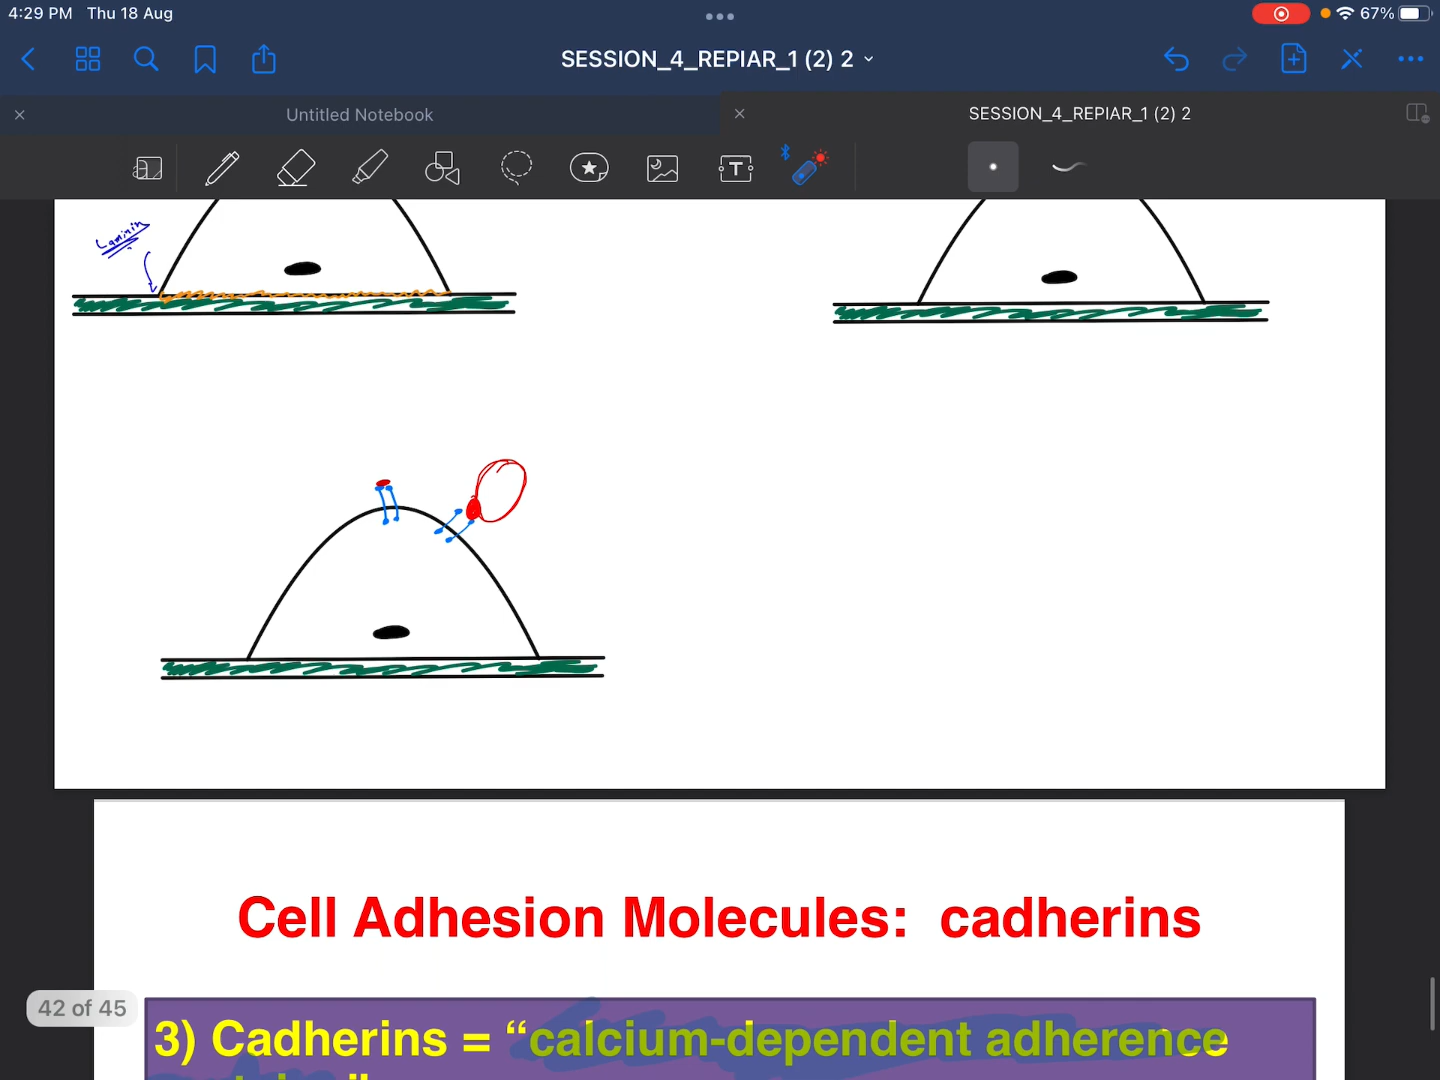 4:29 PM Thu 18 Aug
67%
SESSION_4_REPIAR_1 (2) 2
Untitled Notebook
SESSION_4_REPIAR_1 (2) 2
Laminin
Cell Adhesion Molecules: cadherins
42 of 45
3) Cadherins = “calcium-dependent adherence